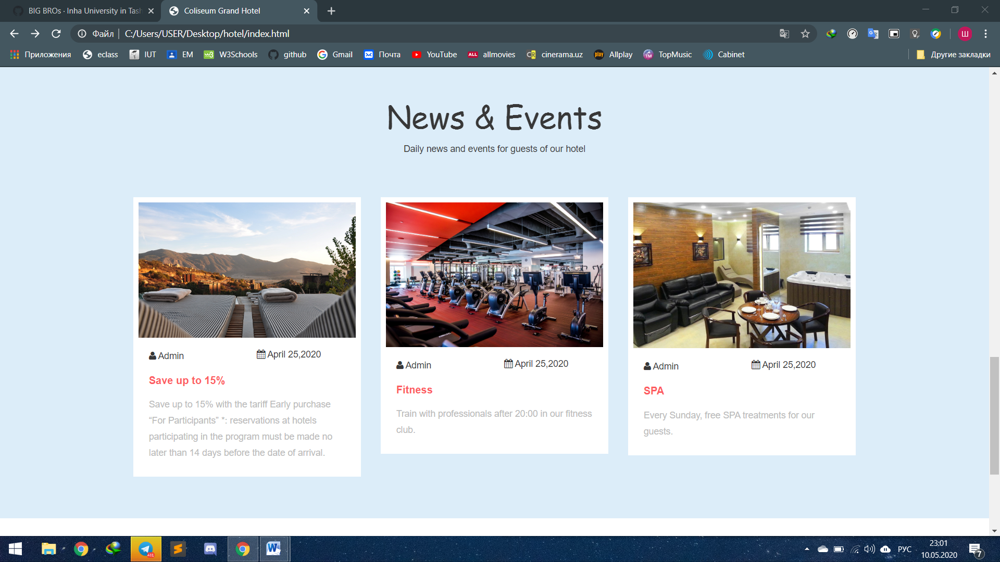 BIG BROs · Inha University in Tash
Coliseum Grand Hotel
Файл
C:/Users/USER/Desktop/hotel/index.html
Ш
Приложения
eclass
IUT
EM
W3Schools
github
Gmail
Почта
YouTube
ALL allmovies
CR cinerama.uz
play Allplay
TM TopMusic
Cabinet
Другие закладки
News & Events
Daily news and events for guests of our hotel
Admin
April 25,2020
Save up to 15%
Save up to 15% with the tariff Early purchase
“For Participants” *: reservations at hotels
participating in the program must be made no
later than 14 days before the date of arrival.
Admin
April 25,2020
Fitness
Train with professionals after 20:00 in our fitness
club.
Admin
April 25,2020
SPA
Every Sunday, free SPA treatments for our
guests.
РУС
23:01
10.05.2020
7